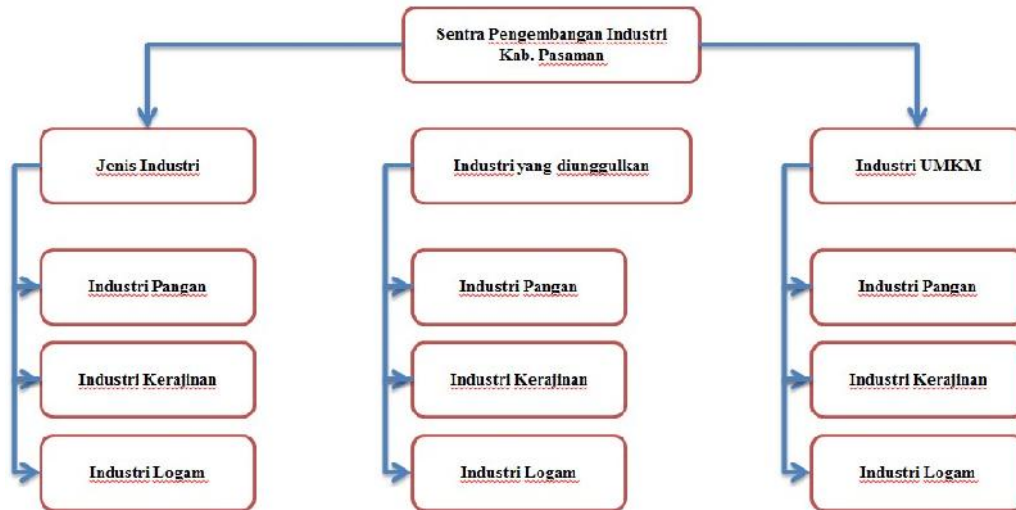 Sentra Pengembangan Industri
Kab. Pasaman
Jenis Industri
Industri yang diunggulkan
Industri UMKM
Industri Pangan
Industri Pangan
Industri Pangan
Industri Kerajinan
Industri Kerajinan
Industri Kerajinan
Industri Logam
Industri Logam
Industri Logam